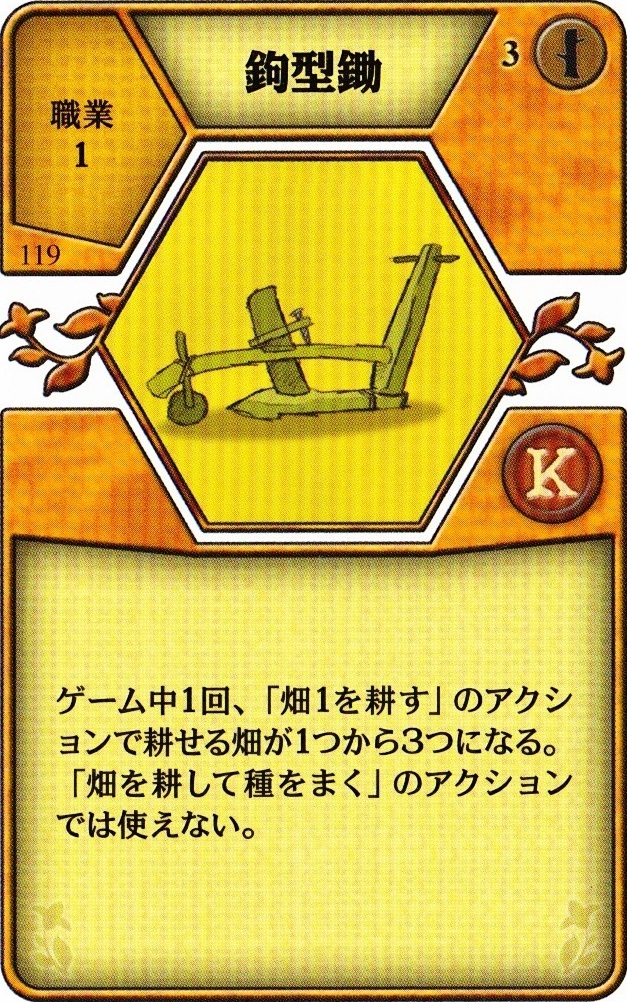 鉤型鋤
3
職業
1
119
K
ゲーム中1回、「畑1を耕す」のアクシ
ョンで耕せる畑が1つから3つになる。
「畑を耕して種をまく」のアクション
では使えない。